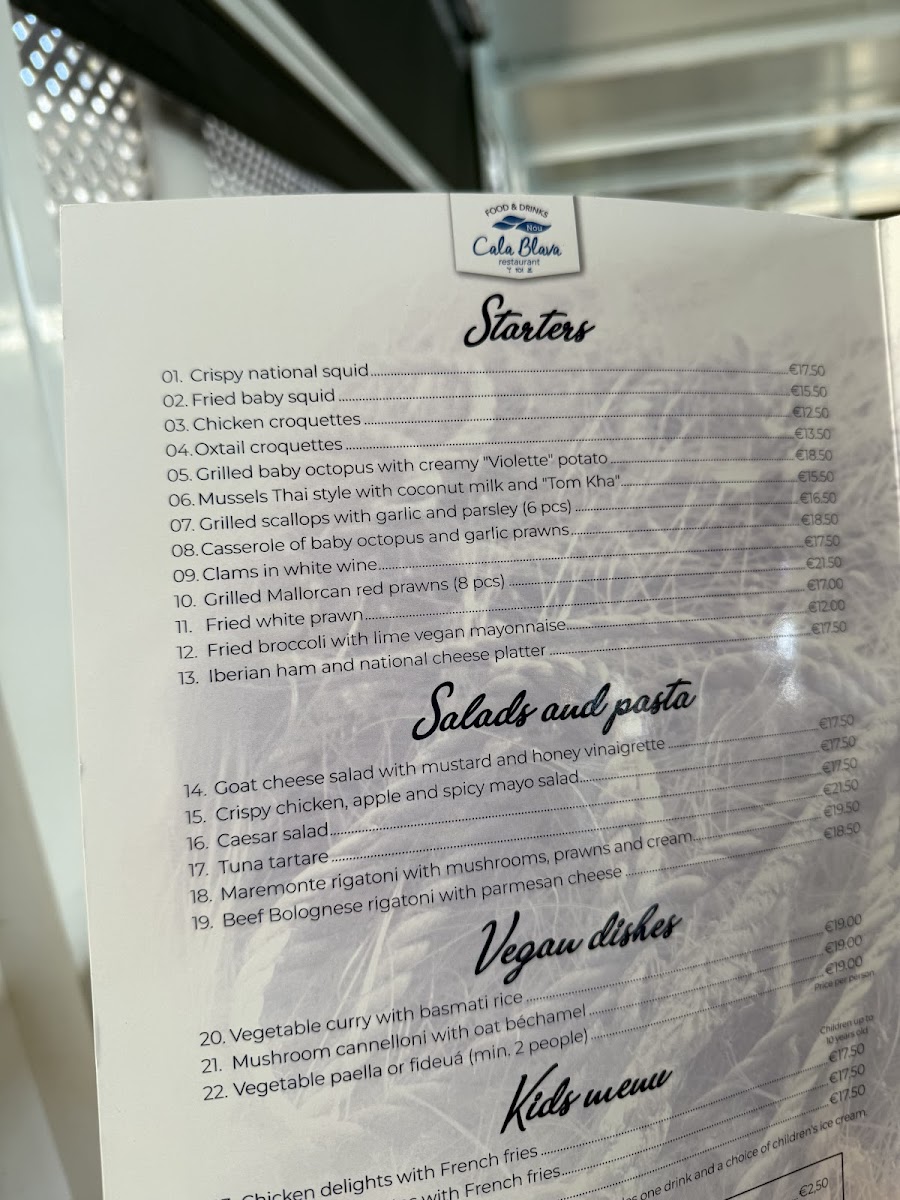 FOOD & DRINKS
Nou
Cala Blava
restaurant
Starters
01. Crispy national squid €17.50
02. Fried baby squid €15.50
03. Chicken croquettes €12.50
04. Oxtail croquettes €13.50
05. Grilled baby octopus with creamy "Violette" potato €18.50
06. Mussels Thai style with coconut milk and "Tom Kha" €15.50
07. Grilled scallops with garlic and parsley (6 pcs) €16.50
08. Casserole of baby octopus and garlic prawns €18.50
09. Clams in white wine €17.50
10. Grilled Mallorcan red prawns (8 pcs) €21.50
11. Fried white prawn €17.00
12. Fried broccoli with lime vegan mayonnaise €12.00
13. Iberian ham and national cheese platter €17.50
Salads and pasta
14. Goat cheese salad with mustard and honey vinaigrette €17.50
15. Crispy chicken, apple and spicy mayo salad €17.50
16. Caesar salad €17.50
17. Tuna tartare €21.50
18. Maremonte rigatoni with mushrooms, prawns and cream €19.50
19. Beef Bolognese rigatoni with parmesan cheese €18.50
Vegan dishes
20. Vegetable curry with basmati rice €19.00
21. Mushroom cannelloni with oat béchamel €19.00
22. Vegetable paella or fideuá (min. 2 people) €19.00
Price per person
Kids menu
Children up to
10 years old
Chicken delights with French fries €17.50
with French fries €17.50
€17.50
one drink and a choice of children's ice cream
€2.50